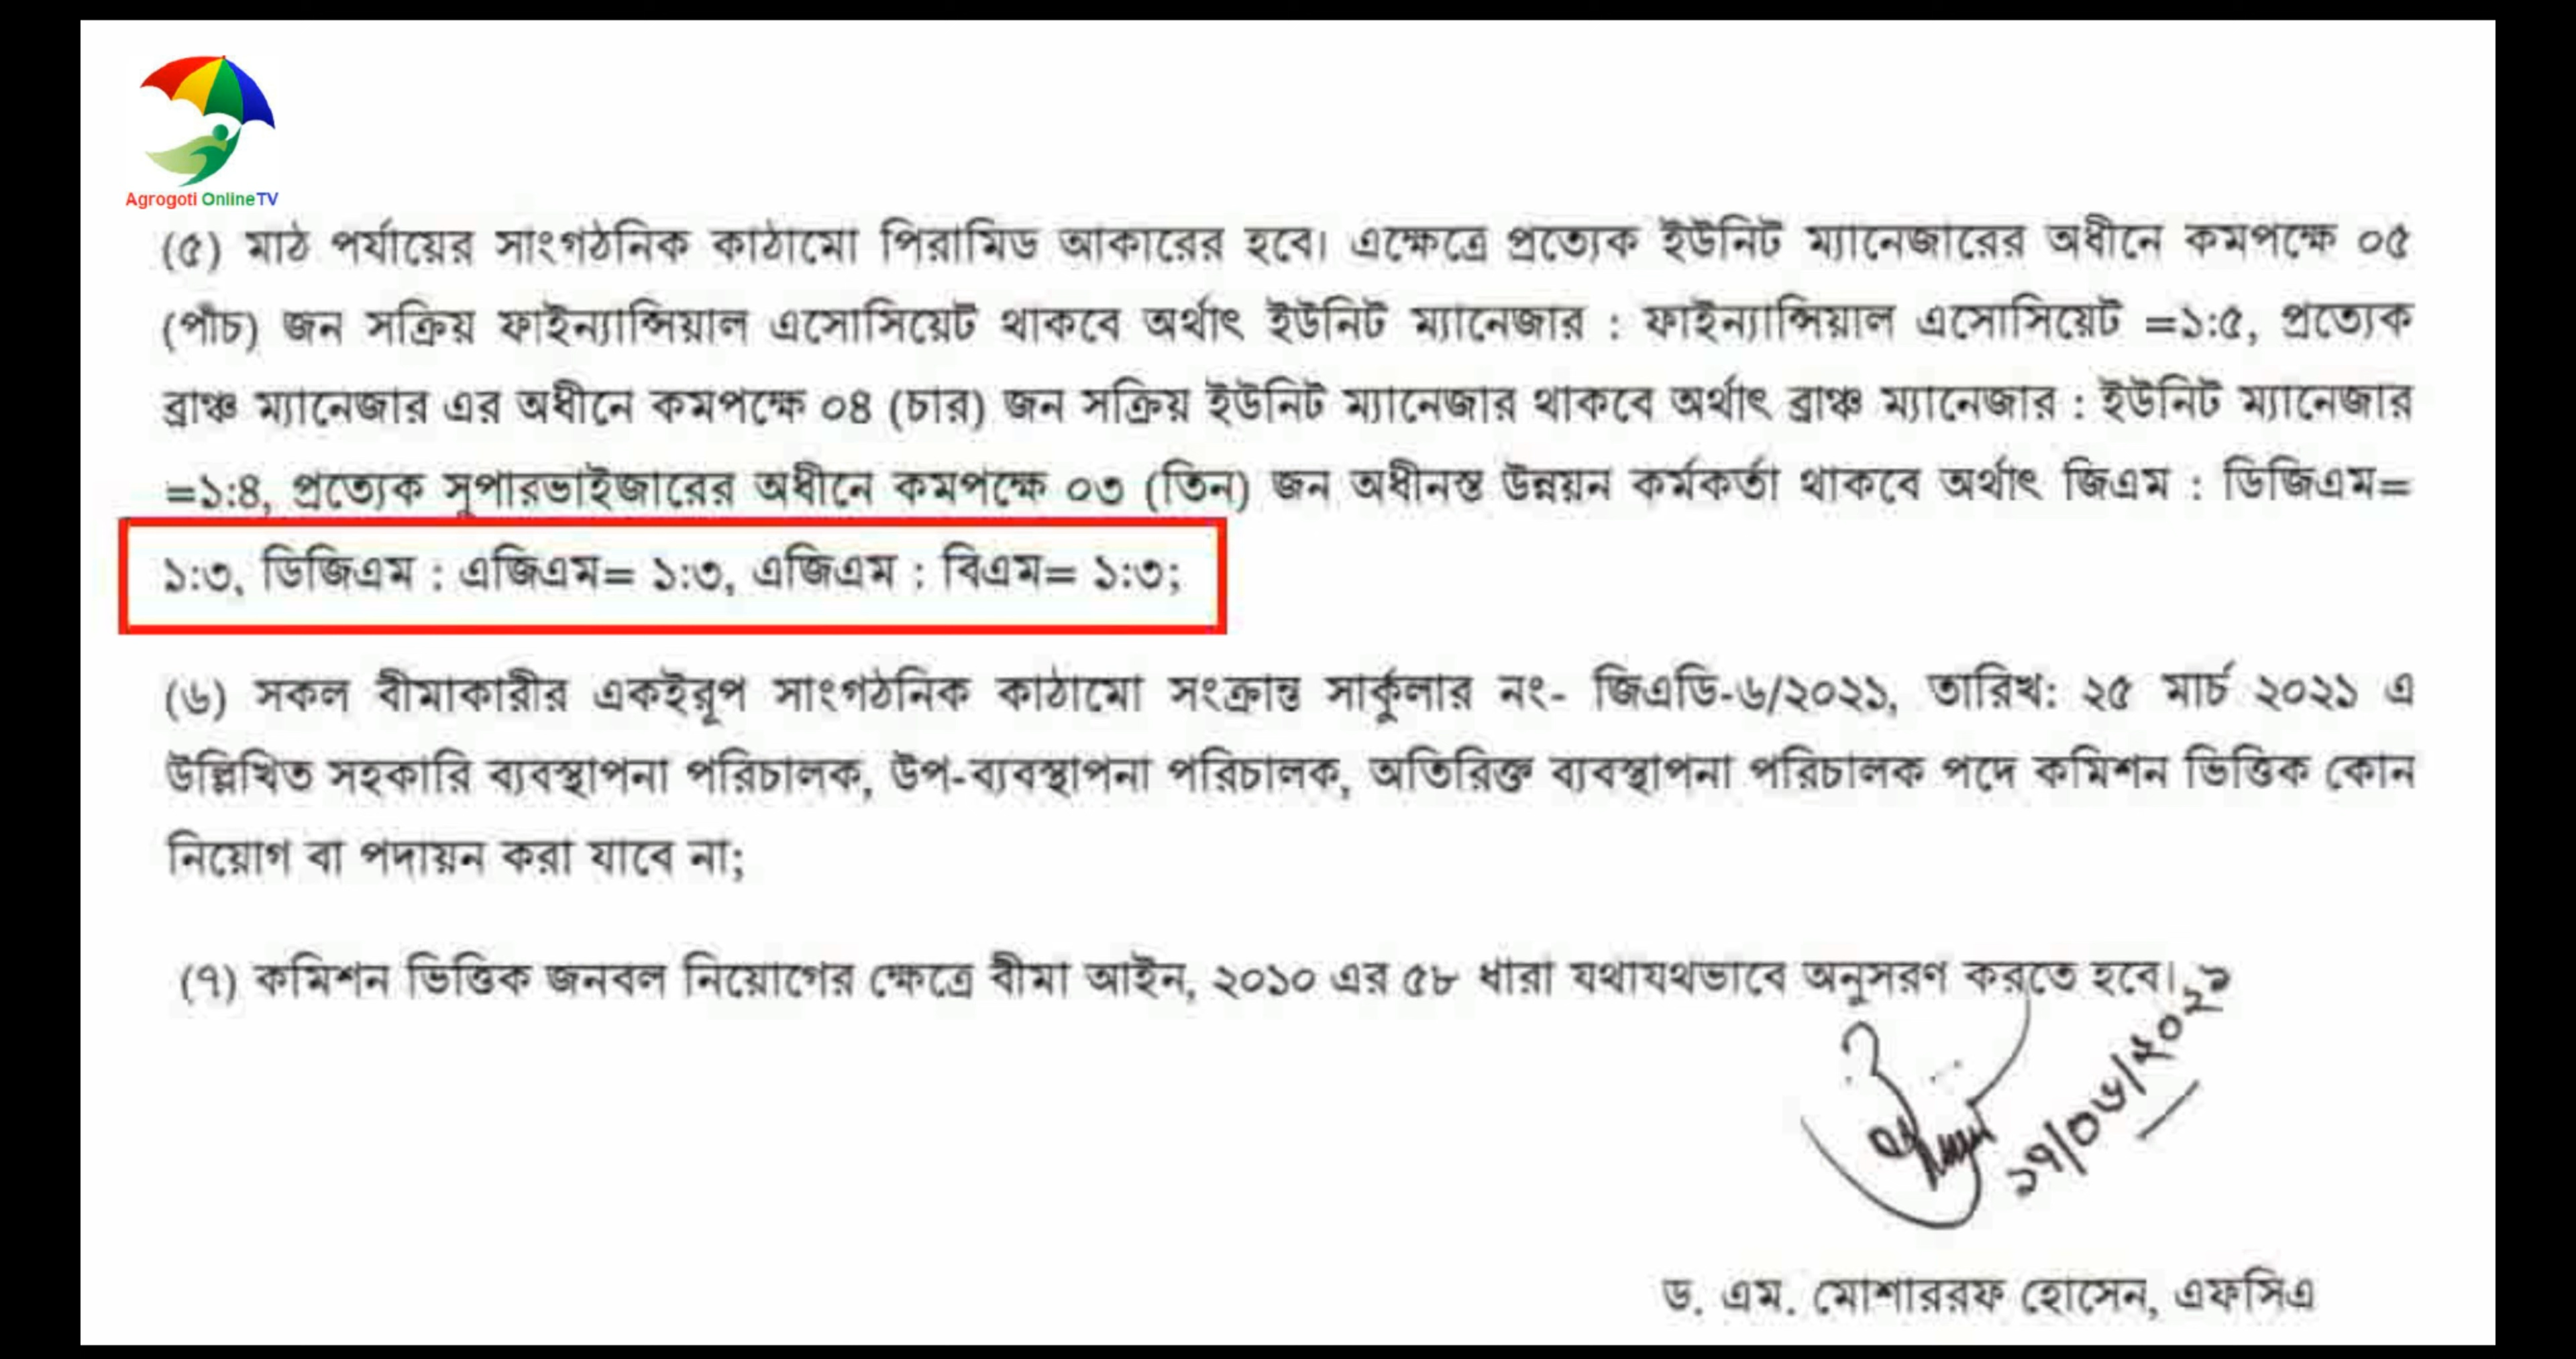 Agrogoti OnlineTV
(৫) মাঠ পর্যায়ের সাংগঠনিক কাঠামো পিরামিড আকারের হবে। এক্ষেত্রে প্রত্যেক ইউনিট ম্যানেজারের অধীনে কমপক্ষে ০৫
(পাঁচ) জন সক্রিয় ফাইন্যান্সিয়াল এসোসিয়েট থাকবে অর্থাৎ ইউনিট ম্যানেজার : ফাইন্যান্সিয়াল এসোসিয়েট =১:৫, প্রত্যেক
ব্রাঞ্চ ম্যানেজার এর অধীনে কমপক্ষে ০৪ (চার) জন সক্রিয় ইউনিট ম্যানেজার থাকবে অর্থাৎ ব্রাঞ্চ ম্যানেজার : ইউনিট ম্যানেজার
=১:৪, প্রত্যেক সুপারভাইজারের অধীনে কমপক্ষে ০৩ (তিন) জন অধীনস্ত উন্নয়ন কর্মকর্তা থাকবে অর্থাৎ জিএম : ডিজিএম=
১:৩, ডিজিএম : এজিএম= ১:৩, এজিএম : বিএম= ১:৩;
(৬) সকল বীমাকারীর একইরূপ সাংগঠনিক কাঠামো সংক্রান্ত সার্কুলার নং- জিএডি-৬/২০২১, তারিখ: ২৫ মার্চ ২০২১ এ
উল্লিখিত সহকারি ব্যবস্থাপনা পরিচালক, উপ-ব্যবস্থাপনা পরিচালক, অতিরিক্ত ব্যবস্থাপনা পরিচালক পদে কমিশন ভিত্তিক কোন
নিয়োগ বা পদায়ন করা যাবে না;
(৭) কমিশন ভিত্তিক জনবল নিয়োগের ক্ষেত্রে বীমা আইন, ২০১০ এর ৫৮ ধারা যথাযথভাবে অনুসরণ করতে হবে।
১৭/০৬/২০২১
ড. এম. মোশাররফ হোসেন, এফসিএ